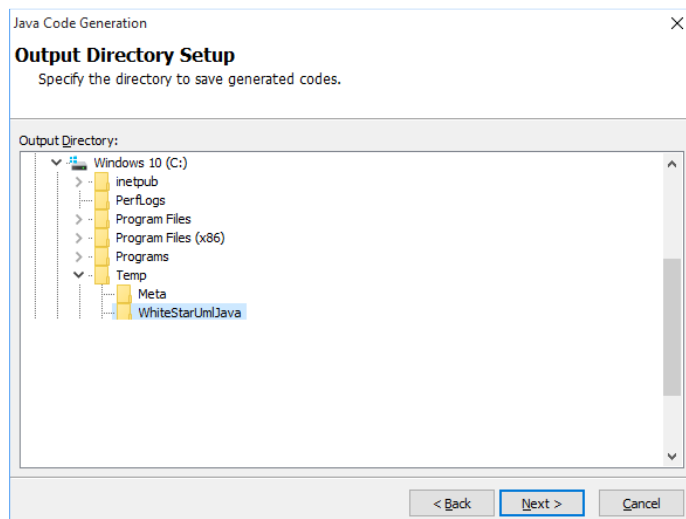 Java Code Generation
Output Directory Setup
Specify the directory to save generated codes.
Output Directory:
Windows 10 (C:)
inetpub
PerfLogs
Program Files
Program Files (x86)
Programs
Temp
Meta
WhiteStarUmlJava
< Back Next > Cancel